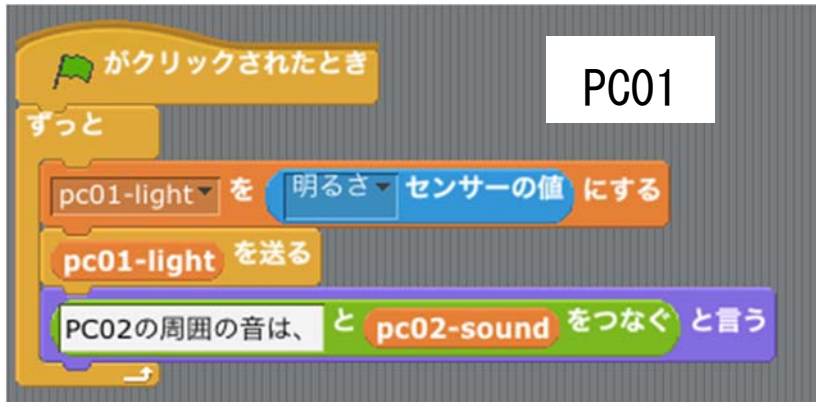 がクリックされたとき
PC01
ずっと
pc01-light を 明るさ センサーの値 にする
pc01-light を送る
PC02の周囲の音は、 と pc02-sound をつなぐ と言う